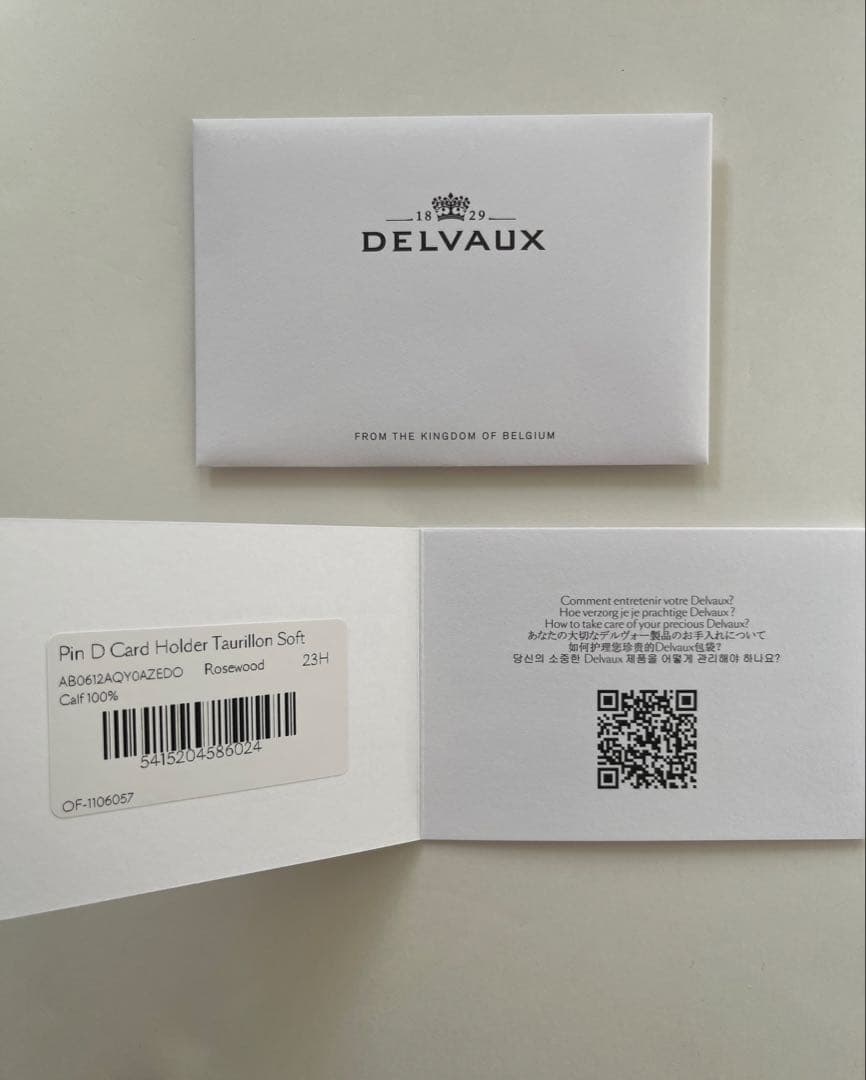 18 29
DELVAUX
FROM THE KINGDOM OF BELGIUM
Pin D Card Holder Taurillon Soft
AB0612AQY0AZEDO Rosewood 23H
Calf 100%
5415204586024
OF-1106057
Comment entretenir votre Delvaux?
Hoe verzorg je je prachtige Delvaux ?
How to take care of your precious Delvaux?
あなたの大切なデルヴォー製品のお手入れについて
如何护理您珍贵的Delvaux包袋?
당신의 소중한 Delvaux 제품을 어떻게 관리해야 하나요?